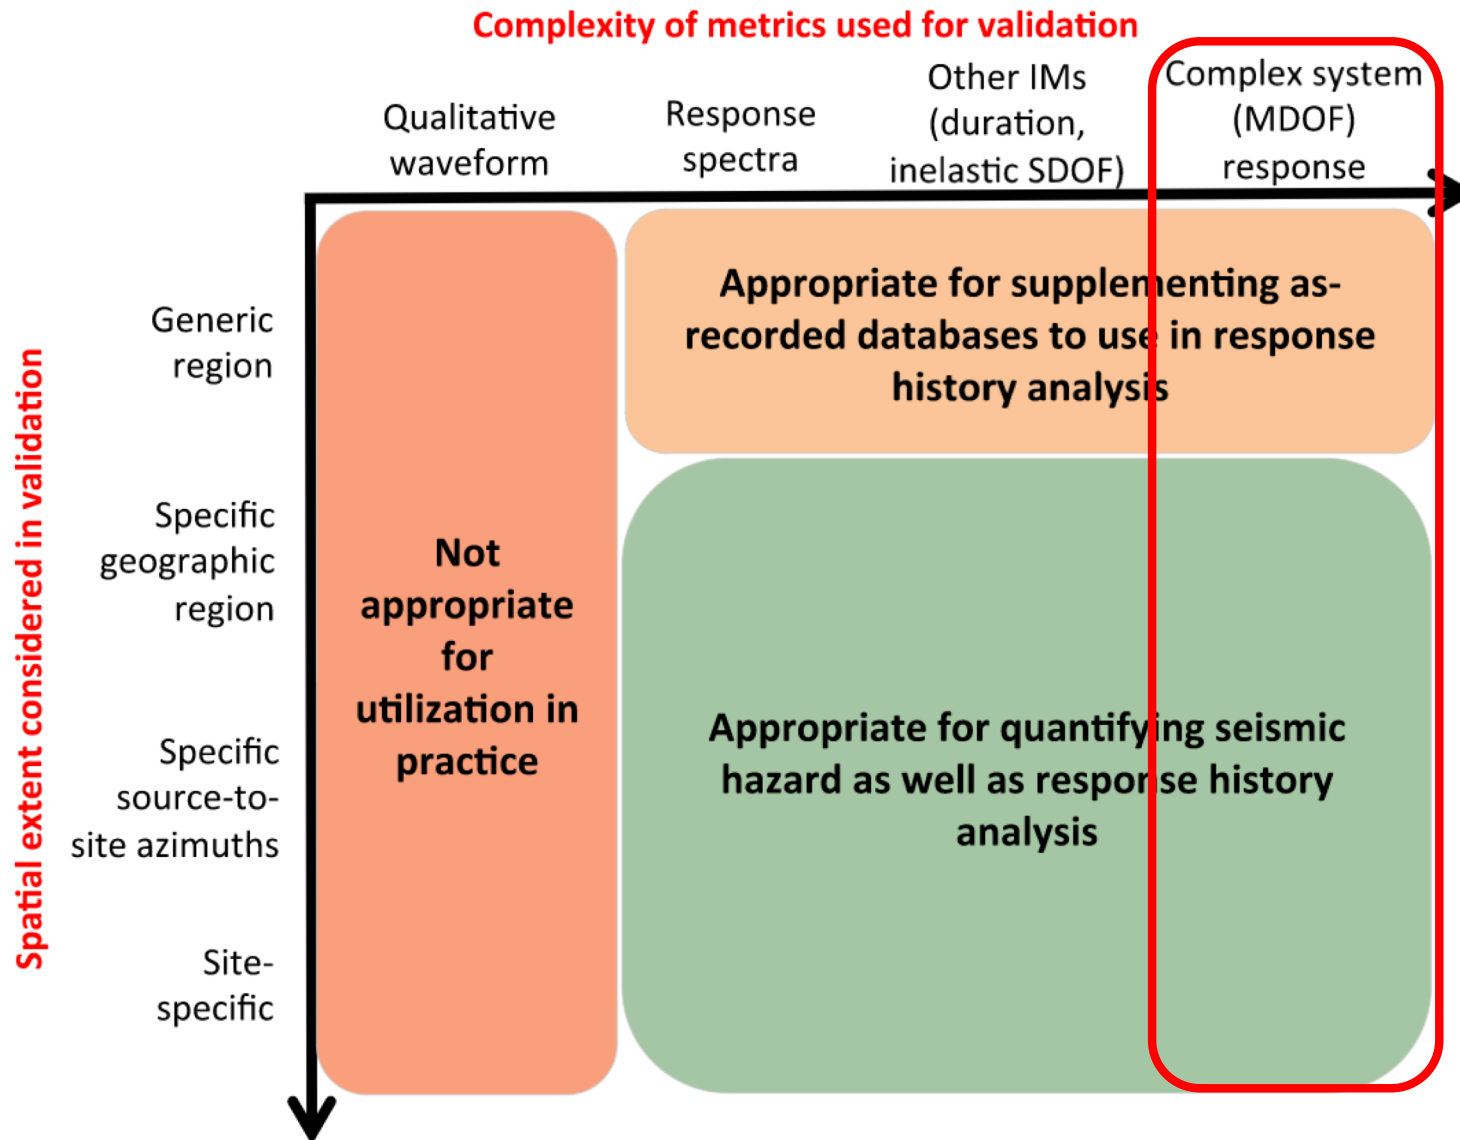 Complexity of metrics used for validation
Qualitative
waveform
Response
spectra
Other IMs
(duration,
inelastic SDOF)
Complex system
(MDOF)
response
Spatial extent considered in validation
Generic
region
Specific
geographic
region
Specific
source-to-
site azimuths
Site-
specific
Not
appropriate
for
utilization in
practice
Appropriate for supplementing as-
recorded databases to use in response
history analysis
Appropriate for quantifying seismic
hazard as well as response history
analysis